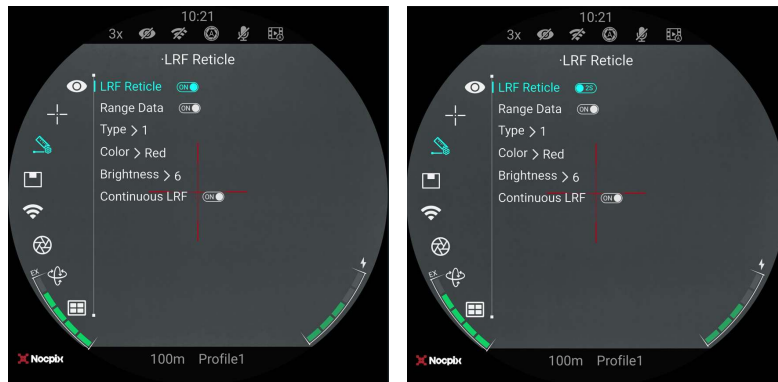 10:21
3x
·LRF Reticle
LRF Reticle ON
Range Data ON
Type > 1
Color > Red
Brightness > 6
Continuous LRF ON
EX
Nocpix
100m Profile1
10:21
3x
·LRF Reticle
LRF Reticle 2S
Range Data ON
Type > 1
Color > Red
Brightness > 6
Continuous LRF ON
EX
Nocpix
100m Profile1